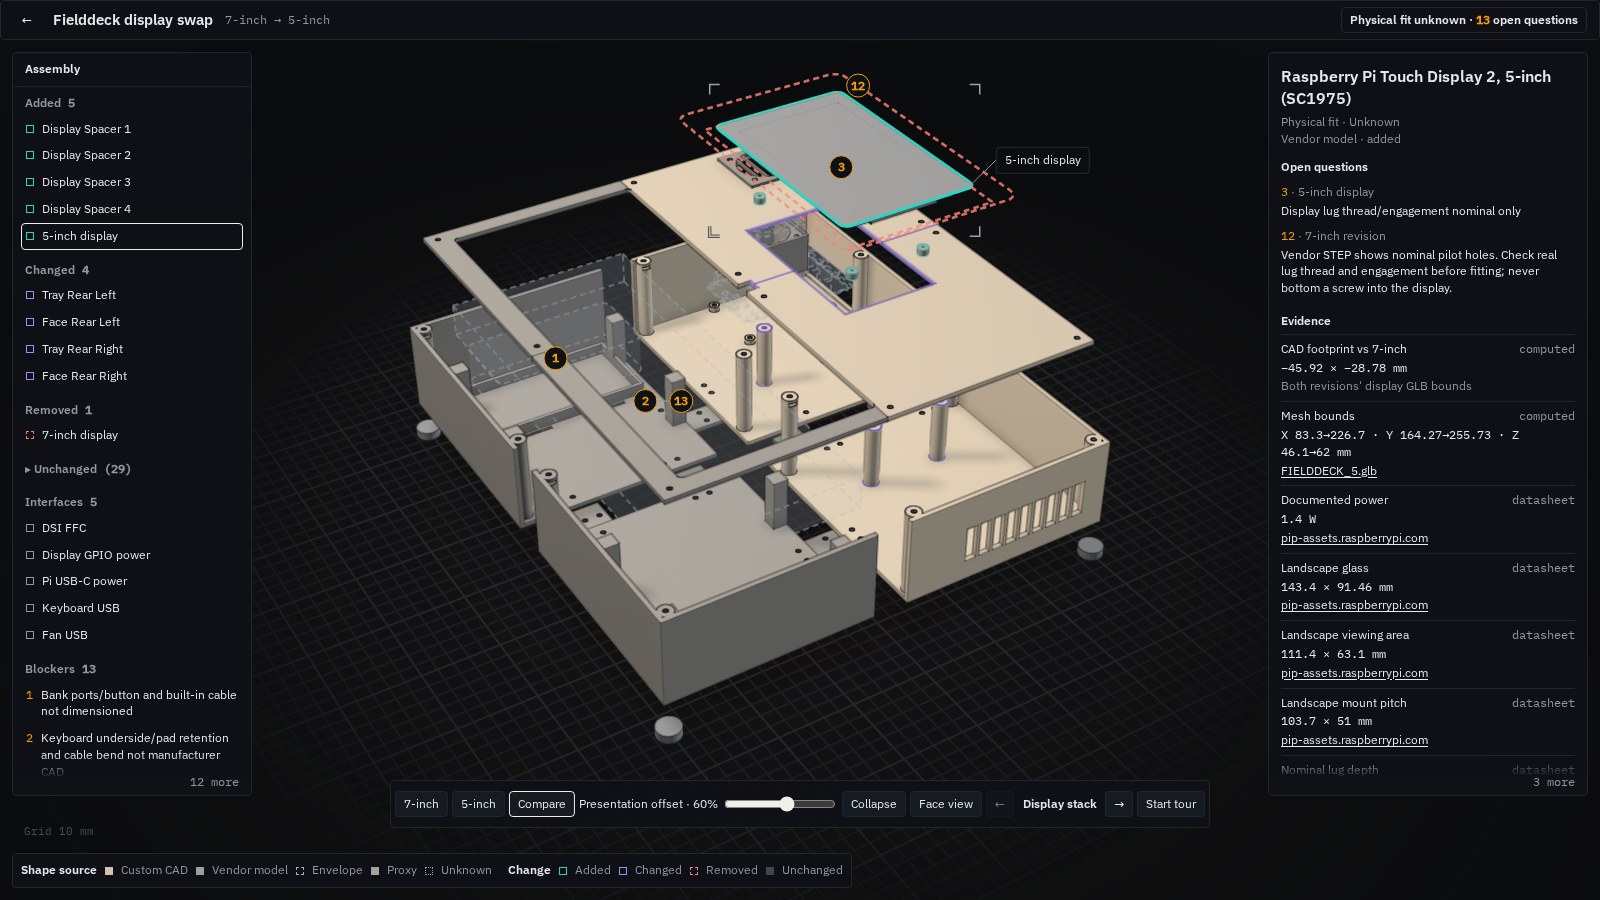 ← Fielddeck display swap 7-inch → 5-inch
Physical fit unknown · 13 open questions
Assembly
Added 5
Display Spacer 1
Display Spacer 2
Display Spacer 3
Display Spacer 4
5-inch display
Changed 4
Tray Rear Left
Face Rear Left
Tray Rear Right
Face Rear Right
Removed 1
7-inch display
▸ Unchanged (29)
Interfaces 5
DSI FFC
Display GPIO power
Pi USB-C power
Keyboard USB
Fan USB
Blockers 13
1 Bank ports/button and built-in cable
not dimensioned
2 Keyboard underside/pad retention
and cable bend not manufacturer
CAD
12 more
12
3
5-inch display
1
2
13
Raspberry Pi Touch Display 2, 5-inch
(SC1975)
Physical fit · Unknown
Vendor model · added
Open questions
3 · 5-inch display
Display lug thread/engagement nominal only
12 · 7-inch revision
Vendor STEP shows nominal pilot holes. Check real
lug thread and engagement before fitting; never
bottom a screw into the display.
Evidence
CAD footprint vs 7-inch computed
−45.92 × −28.78 mm
Both revisions' display GLB bounds
Mesh bounds computed
X 83.3→226.7 · Y 164.27→255.73 · Z
46.1→62 mm
FIELDDECK_5.glb
Documented power datasheet
1.4 W
pip-assets.raspberrypi.com
Landscape glass datasheet
143.4 × 91.46 mm
pip-assets.raspberrypi.com
Landscape viewing area datasheet
111.4 × 63.1 mm
pip-assets.raspberrypi.com
Landscape mount pitch datasheet
103.7 × 51 mm
pip-assets.raspberrypi.com
Nominal lug depth datasheet
3 more
7-inch 5-inch Compare Presentation offset · 60% Collapse Face view ← Display stack → Start tour
Grid 10 mm
Shape source Custom CAD Vendor model Envelope Proxy Unknown Change Added Changed Removed Unchanged